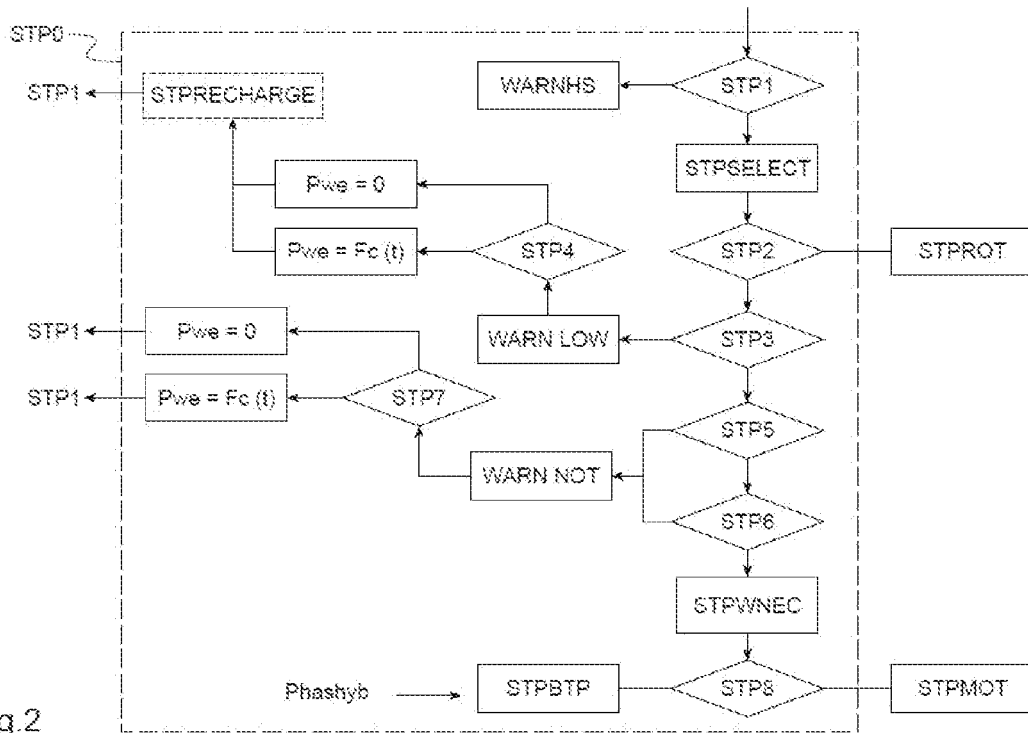 STP0
STP1
STPRECHARGE
WARNHS
STP1
STPSELECT
Pwe = 0
Pwe = Fc (t)
STP4
STP2
STPROT
STP1
Pwe = 0
WARN LOW
STP3
STP1
Pwe = Fc (t)
STP7
STP5
WARN NOT
STP6
STPWNEC
Phashyb
STPBTP
STP8
STPMOT
g.2